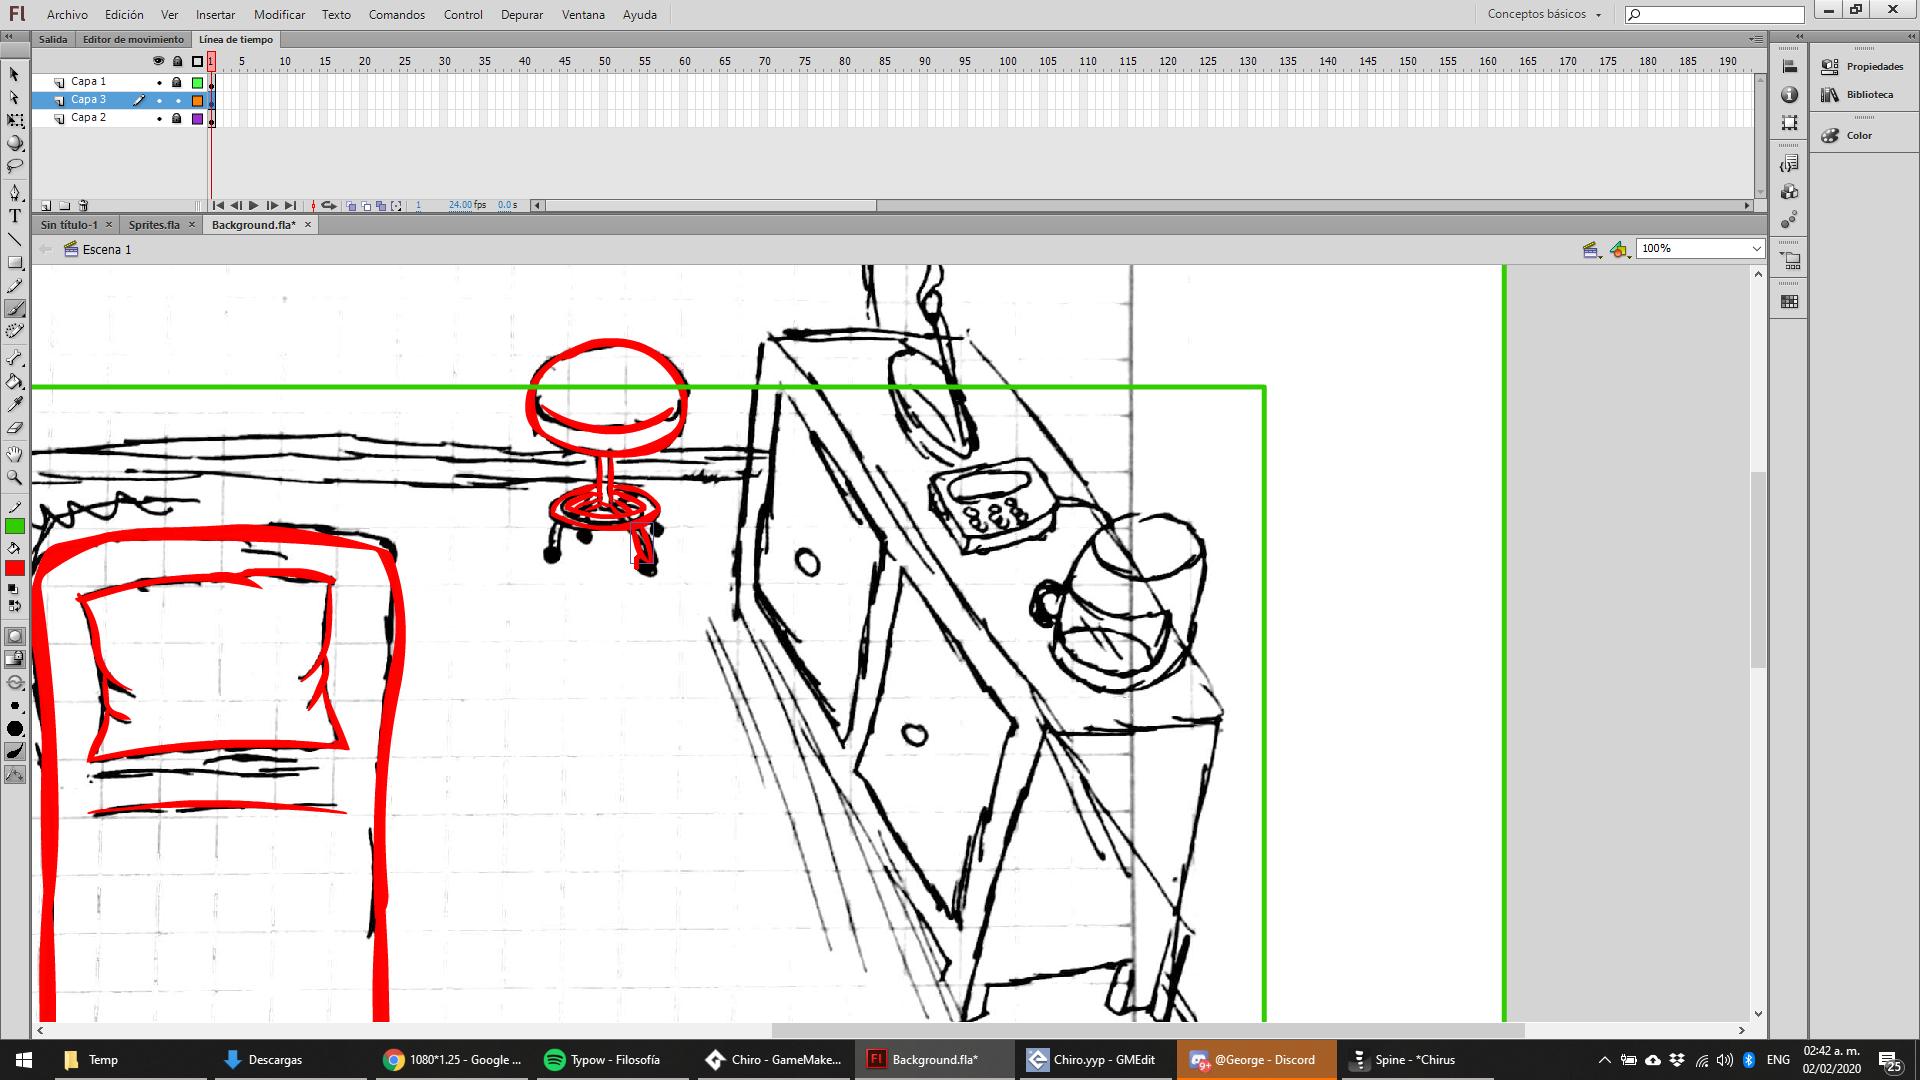 Fl Archivo Edición Ver Insertar Modificar Texto Comandos Control Depurar Ventana Ayuda Conceptos básicos
Salida Editor de movimiento Línea de tiempo
1 5 10 15 20 25 30 35 40 45 50 55 60 65 70 75 80 85 90 95 100 105 110 115 120 125 130 135 140 145 150 155 160 165 170 175 180 185 190
Capa 1
Capa 3
Capa 2
1 24.00 fps 0.0 s
Sin título-1 Sprites.fla Background.fla*
Escena 1 100%
Propiedades
Biblioteca
Color
Temp Descargas 1080*1.25 - Google ... Typow - Filosofía Chiro - GameMake... Fl Background.fla* Chiro.yyp - GMEdit 9+ @George - Discord Spine - *Chirus ENG 02:42 a. m.
02/02/2020 25